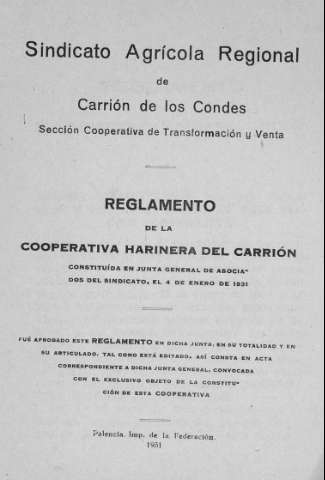 Sindicato Agrícola Regional
de
Carrión de los Condes
Sección Cooperativa de Transformación y Venta
REGLAMENTO
DE LA
COOPERATIVA HARINERA DEL CARRIÓN
CONSTITUÍDA EN JUNTA GENERAL DE ASOCIA-
DOS DEL SINDICATO, EL 4 DE ENERO DE 1931
FUÉ APROBADO ESTE REGLAMENTO EN DICHA JUNTA; EN SU TOTALIDAD Y EN
SU ARTICULADO, TAL COMO ESTÁ EDITADO, ASÍ CONSTA EN ACTA
CORRESPONDIENTE A DICHA JUNTA GENERAL, CONVOCADA
CON EL EXCLUSIVO OBJETO DE LA CONSTITU-
CIÓN DE ESTA COOPERATIVA
Palencia. Imp. de la Federación.
1931